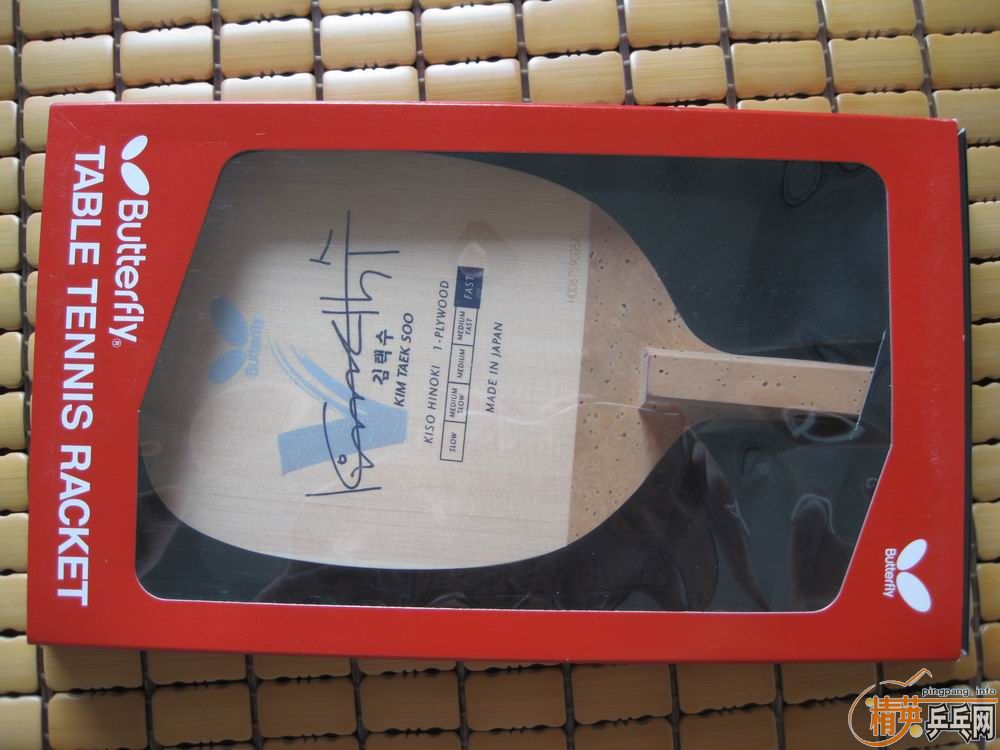 Butterfly®
TABLE TENNIS RACKET
Butterfly
김택수
KIM TAEK SOO
KISO HINOKI 1-PLYWOOD
SLOW
MEDIUM SLOW
MEDIUM
MEDIUM FAST
FAST
MADE IN JAPAN
Butterfly
pingpang.info
精英乒乓网